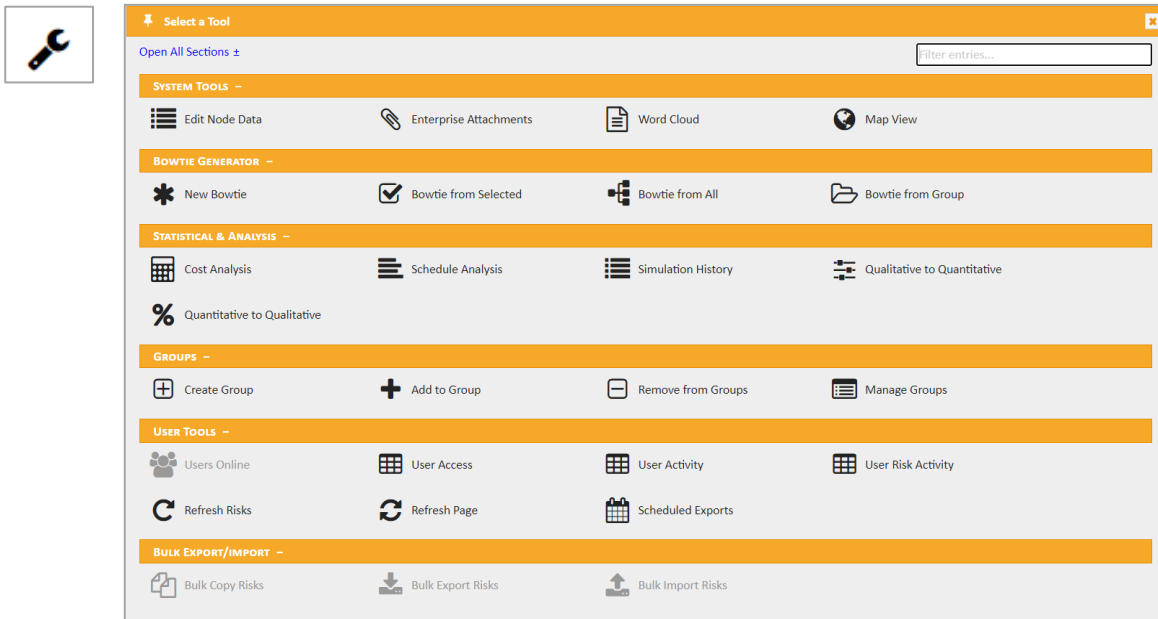 Select a Tool
Open All Sections ±
Filter entries...
SYSTEM TOOLS –
Edit Node Data Enterprise Attachments Word Cloud Map View
BOWTIE GENERATOR –
New Bowtie Bowtie from Selected Bowtie from All Bowtie from Group
STATISTICAL & ANALYSIS –
Cost Analysis Schedule Analysis Simulation History Qualitative to Quantitative
Quantitative to Qualitative
GROUPS –
Create Group Add to Group Remove from Groups Manage Groups
USER TOOLS –
Users Online User Access User Activity User Risk Activity
Refresh Risks Refresh Page Scheduled Exports
BULK EXPORT/IMPORT –
Bulk Copy Risks Bulk Export Risks Bulk Import Risks